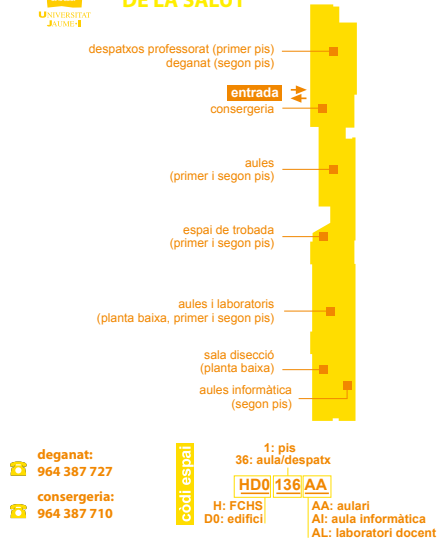 DE LA SALUT
UNIVERSITAT
JAUME·I
despatxos professorat (primer pis)
deganat (segon pis)
entrada
consergeria
aules
(primer i segon pis)
espai de trobada
(primer i segon pis)
aules i laboratoris
(planta baixa, primer i segon pis)
sala disecció
(planta baixa)
aules informàtica
(segon pis)
deganat:
964 387 727
consergeria:
964 387 710
còdi espai
1: pis
36: aula/despatx
HD0 136 AA
H: FCHS
D0: edifici
AA: aulari
AI: aula informàtica
AL: laboratori docent